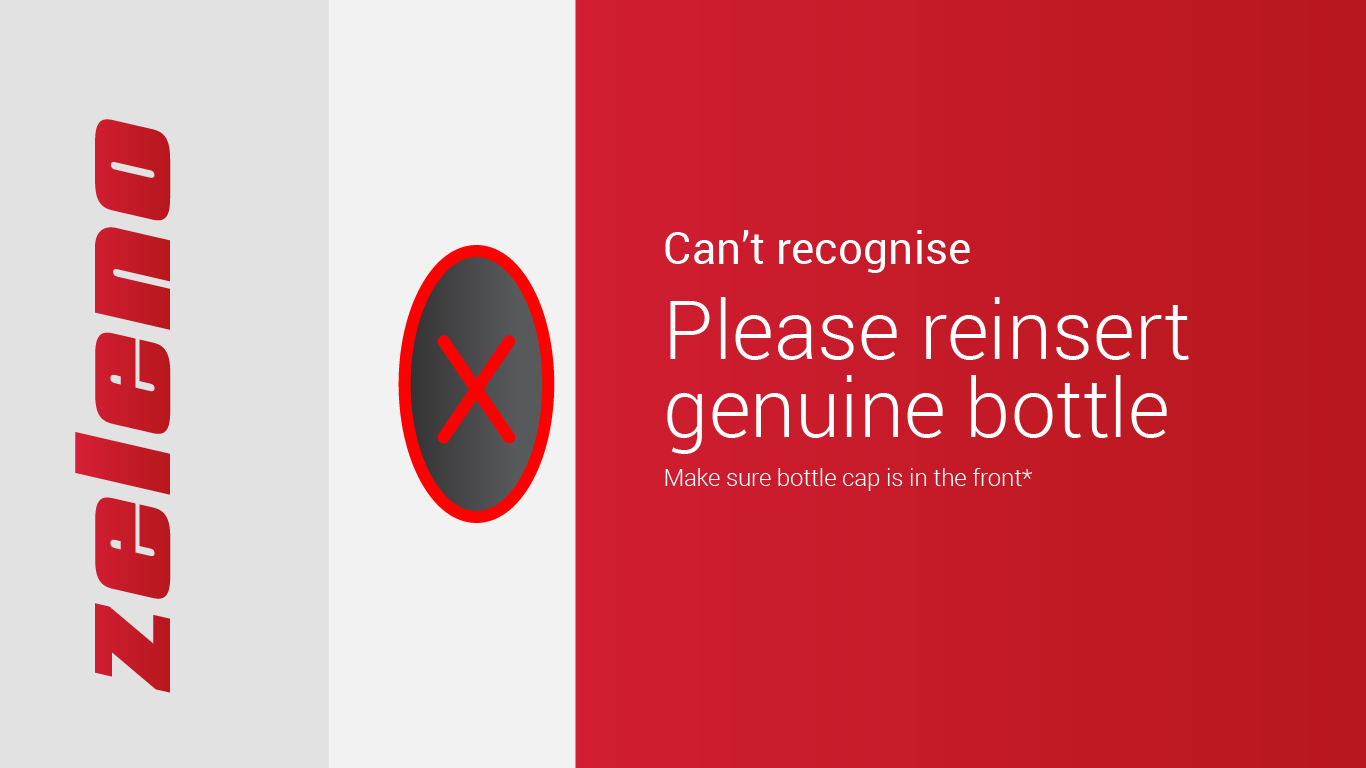 zeleno
Can’t recognise
Please reinsert
genuine bottle
Make sure bottle cap is in the front*